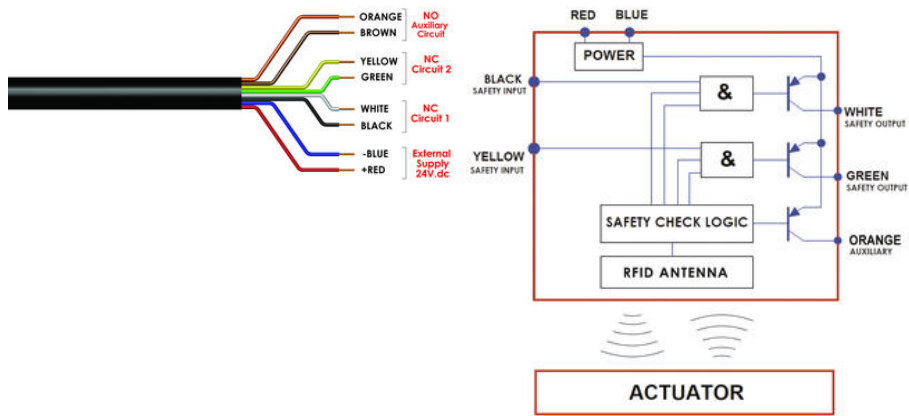 ORANGE
BROWN
NO
Auxiliary
Circuit
YELLOW
GREEN
NC
Circuit 2
WHITE
BLACK
NC
Circuit 1
-BLUE
+RED
External
Supply
24V.dc
RED BLUE
POWER
BLACK
SAFETY INPUT
&
WHITE
SAFETY OUTPUT
YELLOW
SAFETY INPUT
&
GREEN
SAFETY OUTPUT
SAFETY CHECK LOGIC
ORANGE
AUXILIARY
RFID ANTENNA
ACTUATOR